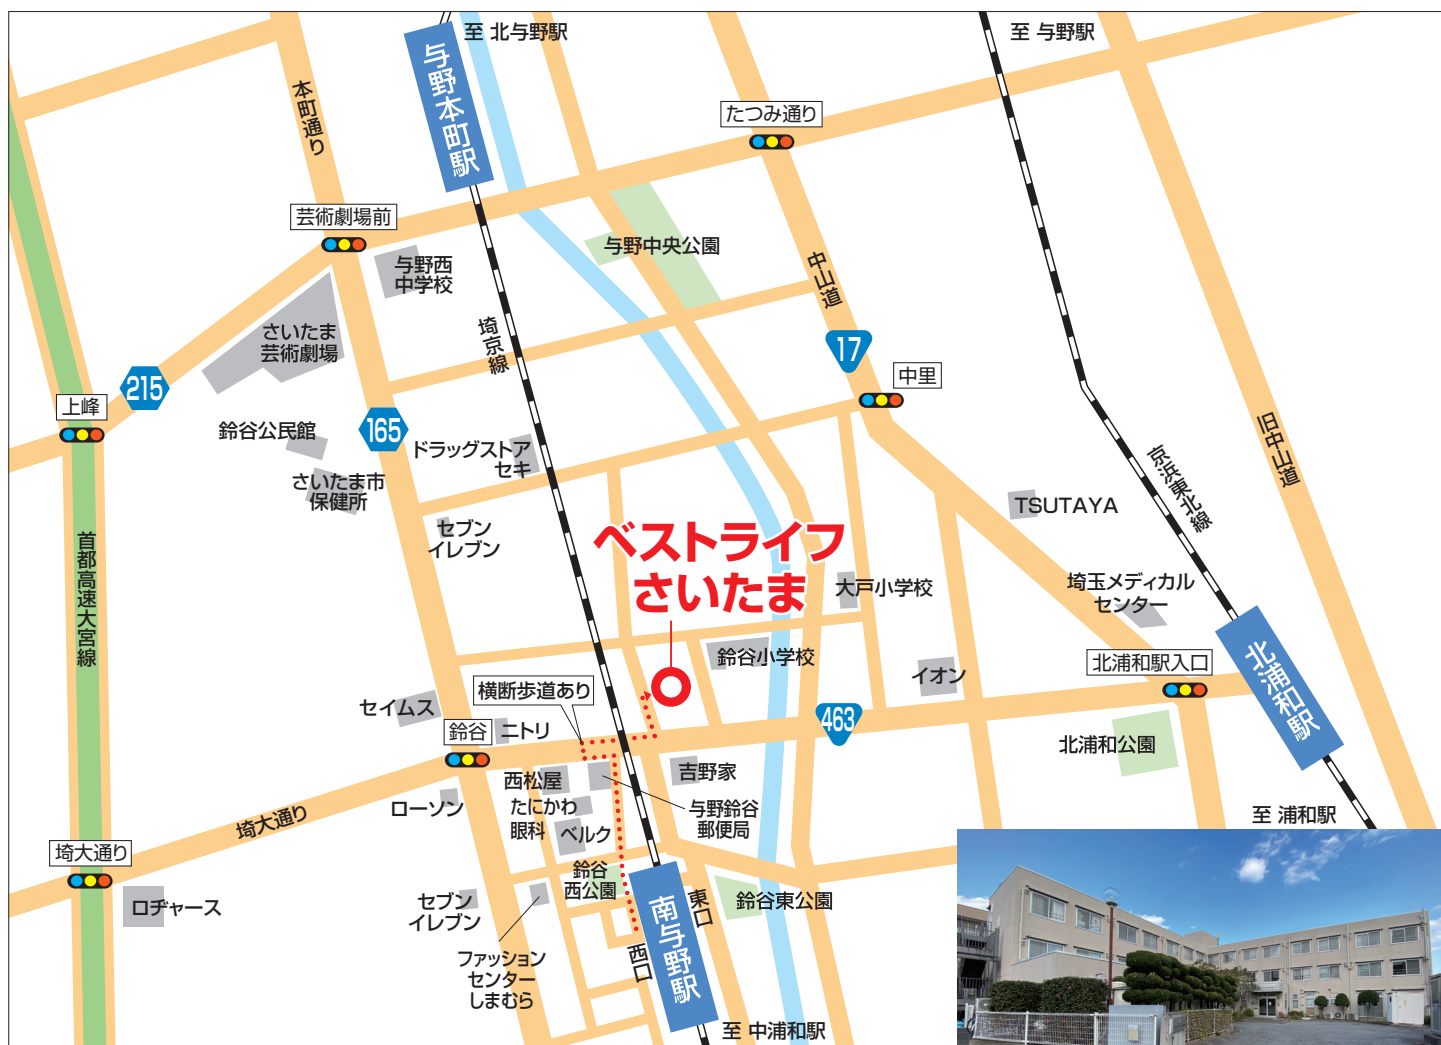 至 北与野駅
至 与野駅
与野本町駅
本町通り
たつみ通り
芸術劇場前
与野西
中学校
与野中央公園
中山道
さいたま
芸術劇場
埼京線
17
215
中里
上峰
165
鈴谷公民館
ドラッグストア
セキ
旧中山道
さいたま市
保健所
京浜東北線
TSUTAYA
セブン
イレブン
首都高速大宮線
ベストライフ
さいたま
大戸小学校
埼玉メディカル
センター
鈴谷小学校
イオン
北浦和駅入口
北浦和駅
横断歩道あり
セイムス
鈴谷
ニトリ
463
北浦和公園
西松屋
吉野家
たにかわ
眼科
与野鈴谷
郵便局
ローソン
埼大通り
ベルク
至 浦和駅
埼大通り
鈴谷
西公園
ロヂャース
セブン
イレブン
東口
鈴谷東公園
南与野駅
西口
ファッション
センター
しまむら
至 中浦和駅